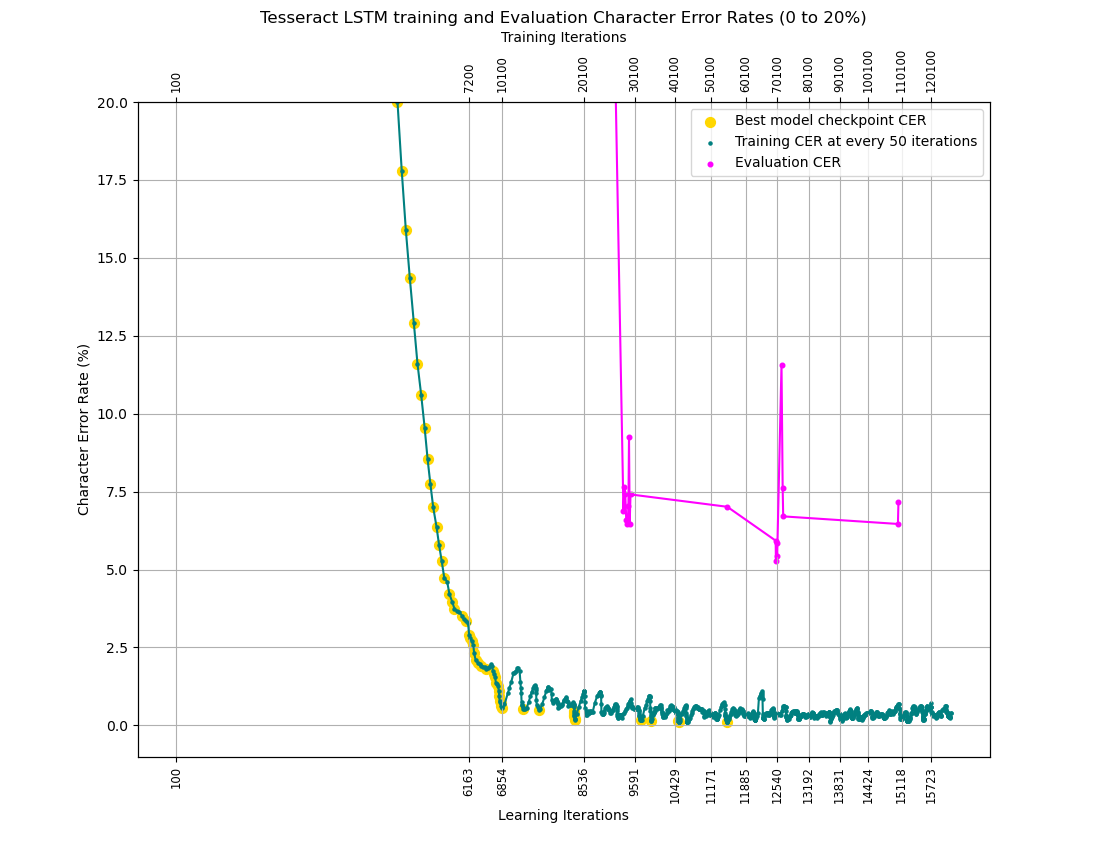 Tesseract LSTM training and Evaluation Character Error Rates (0 to 20%)
Training Iterations
100 7200 10100 20100 30100 40100 50100 60100 70100 80100 90100 100100 110100 120100
Best model checkpoint CER
Training CER at every 50 iterations
Evaluation CER
Character Error Rate (%)
20.0
17.5
15.0
12.5
10.0
7.5
5.0
2.5
0.0
100 6163 6854 8536 9591 10429 11171 11885 12540 13192 13831 14424 15118 15723
Learning Iterations